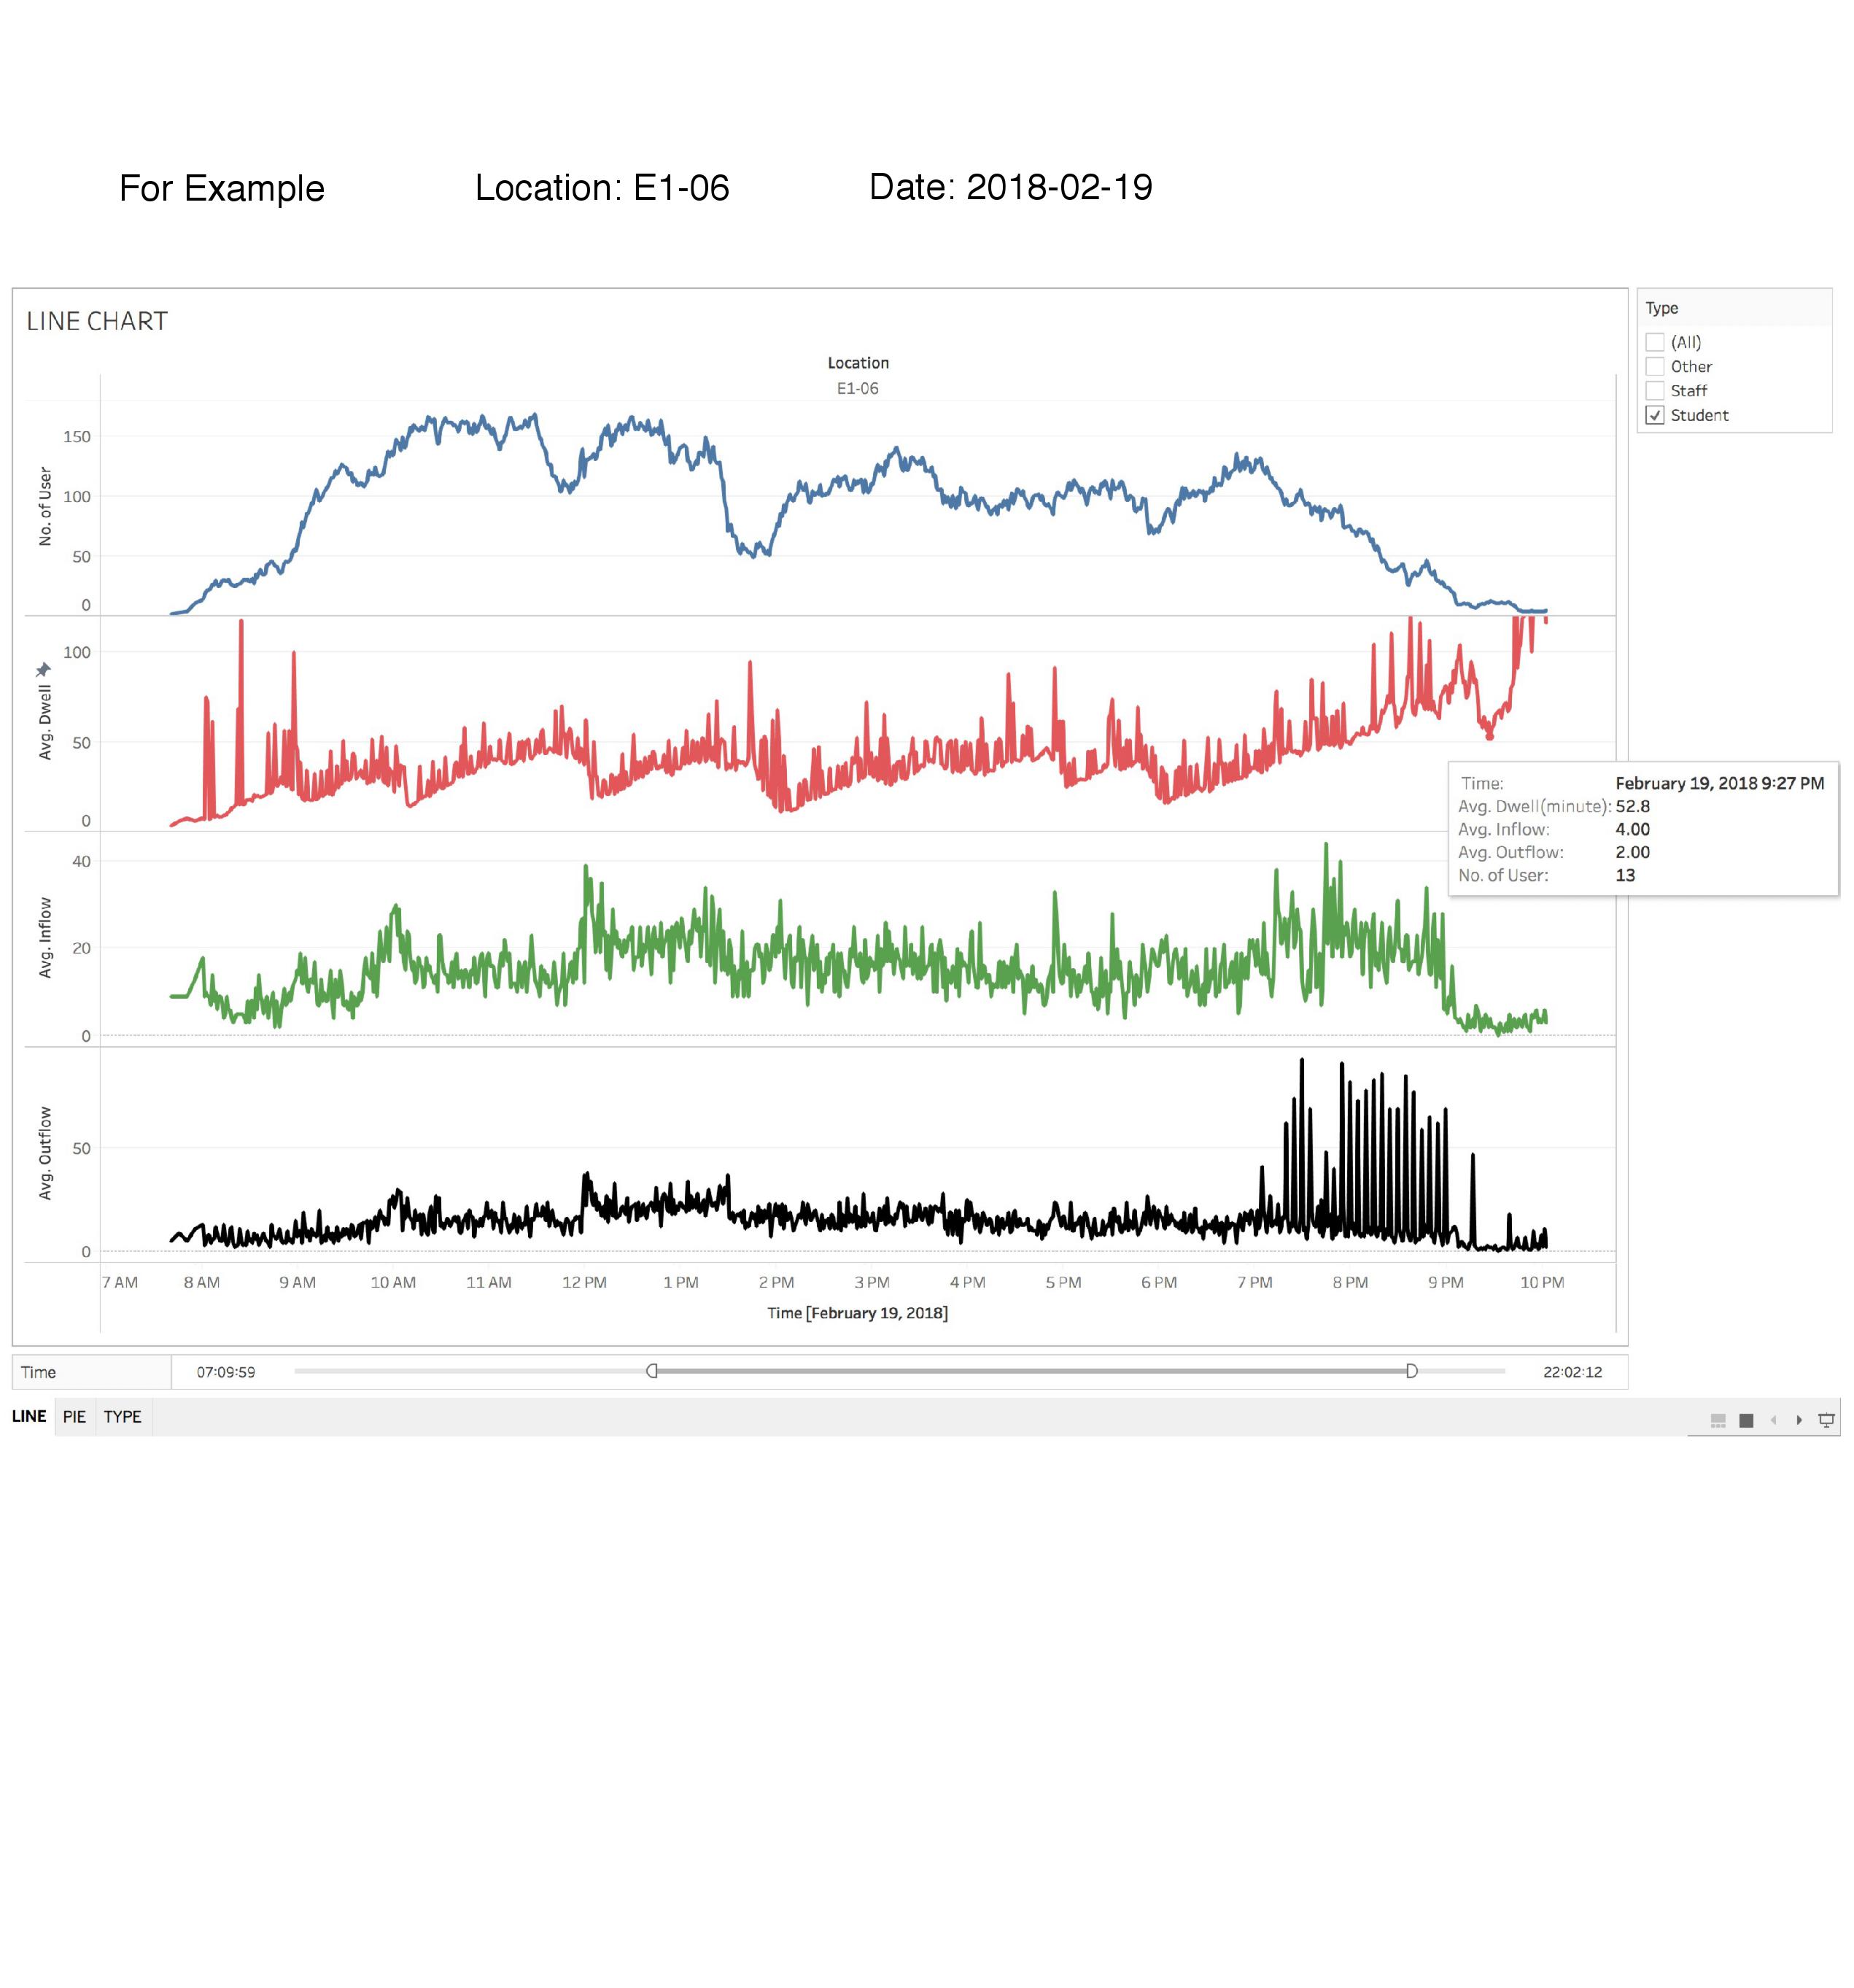 For Example Location: E1-06 Date: 2018-02-19
LINE CHART
Location
E1-06
No. of User
150
100
50
0
Avg. Dwell
100
50
0
Avg. Inflow
40
20
0
Avg. Outflow
50
0
7 AM 8 AM 9 AM 10 AM 11 AM 12 PM 1 PM 2 PM 3 PM 4 PM 5 PM 6 PM 7 PM 8 PM 9 PM 10 PM
Time [February 19, 2018]
Type
(All)
Other
Staff
Student
Time: February 19, 2018 9:27 PM
Avg. Dwell(minute): 52.8
Avg. Inflow: 4.00
Avg. Outflow: 2.00
No. of User: 13
Time 07:09:59 22:02:12
LINE PIE TYPE